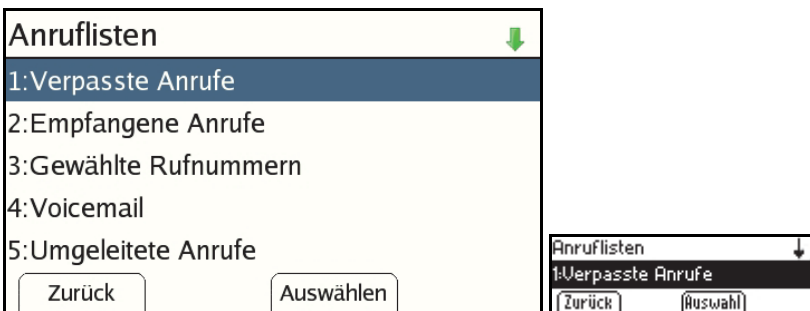 Anruflisten
1:Verpasste Anrufe
2:Empfangene Anrufe
3:Gewählte Rufnummern
4:Voicemail
5:Umgeleitete Anrufe
Zurück Auswählen
Anruflisten
1:Verpasste Anrufe
Zurück Auswahl